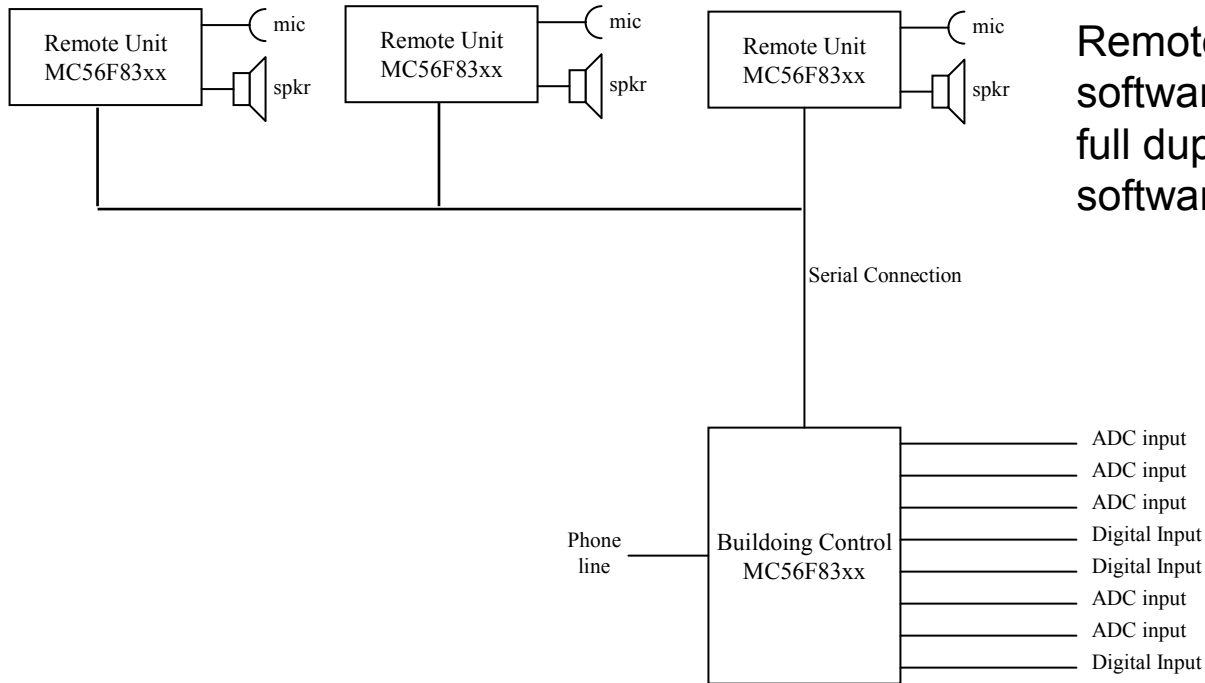 Remote Unit
MC56F83xx
mic
spkr
Remote Unit
MC56F83xx
mic
spkr
Remote Unit
MC56F83xx
mic
spkr
Remote
softwar
full dup
softwar
Serial Connection
Phone
line
Buildoing Control
MC56F83xx
ADC input
ADC input
ADC input
Digital Input
Digital Input
ADC input
ADC input
Digital Input